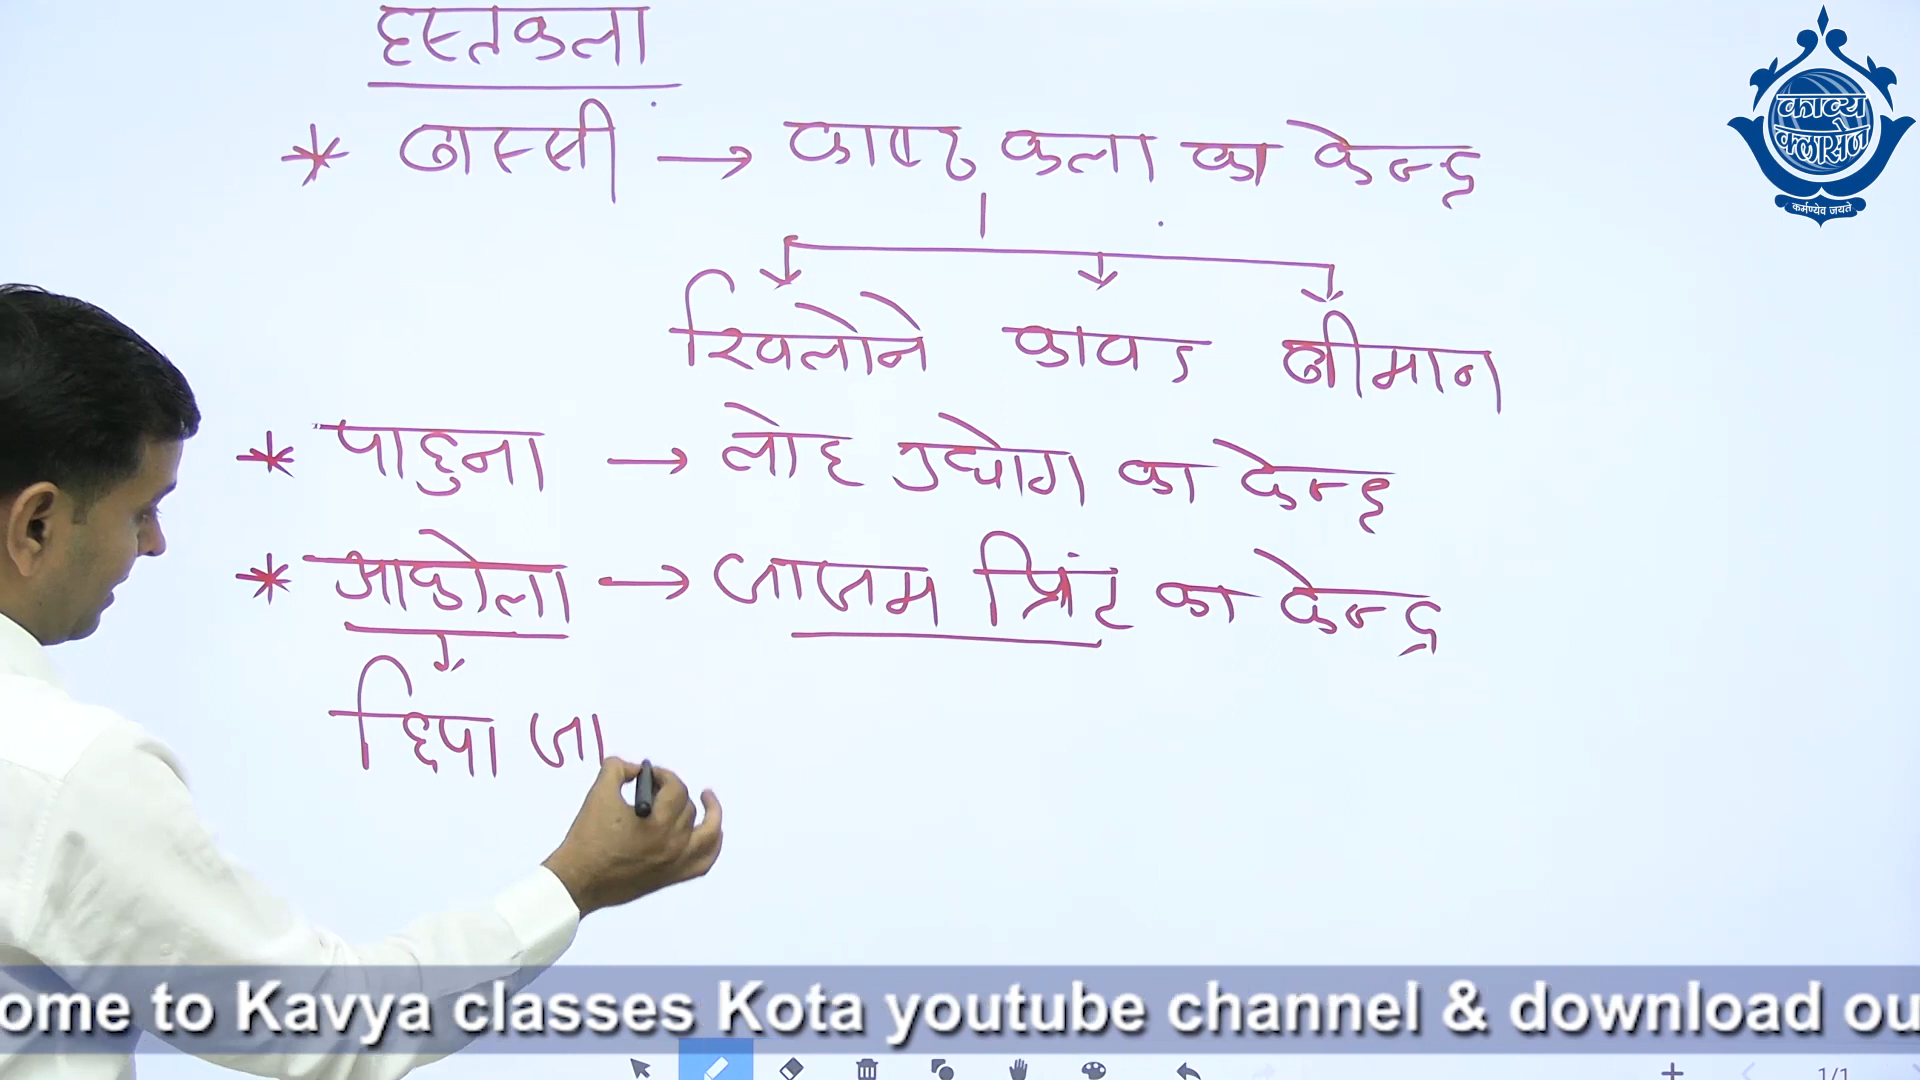 हस्तकला
काव्य
क्लासेज
कर्मण्येव जयते
* बास्सी → काष्ठ कला का केन्द्र
खिलोने कावड बीमान
* पाहुना → लोह उद्योग का केन्द्र
* आकोला → जाजम प्रिंट का केन्द्र
छिपा जा
ome to Kavya classes Kota youtube channel & download ou
1/1